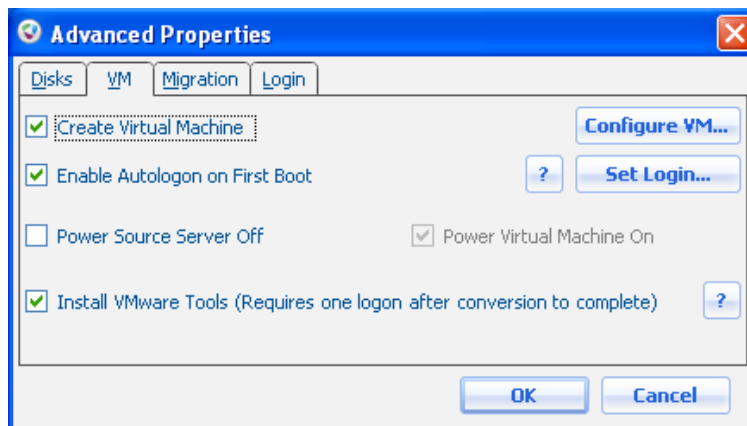 Advanced Properties
Disks VM Migration Login
Create Virtual Machine Configure VM...
Enable Autologon on First Boot ? Set Login...
Power Source Server Off Power Virtual Machine On
Install VMware Tools (Requires one logon after conversion to complete) ?
OK Cancel